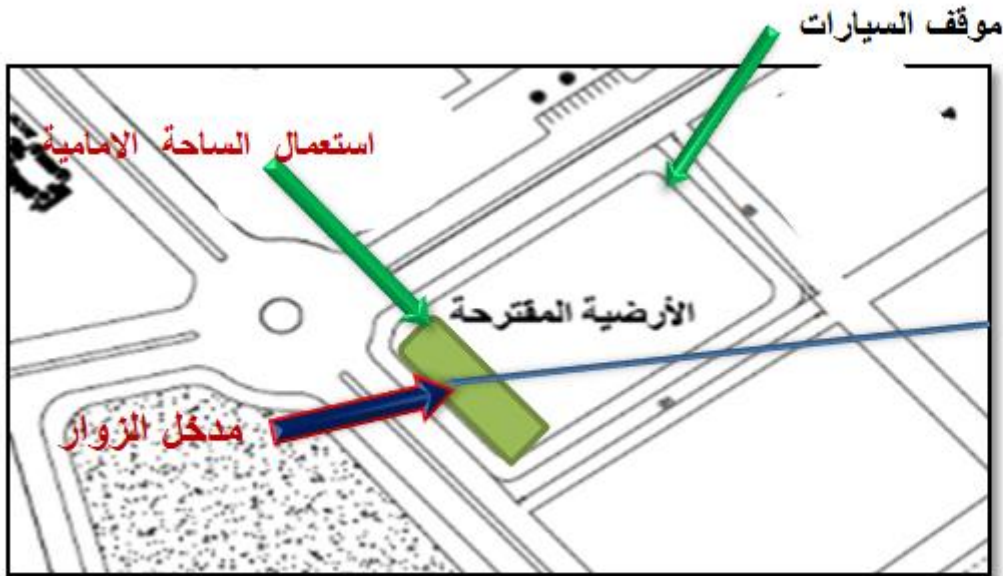 موقف السيارات
استعمال الساحة الامامية
الأرضية المقترحة
مدخل الزوار